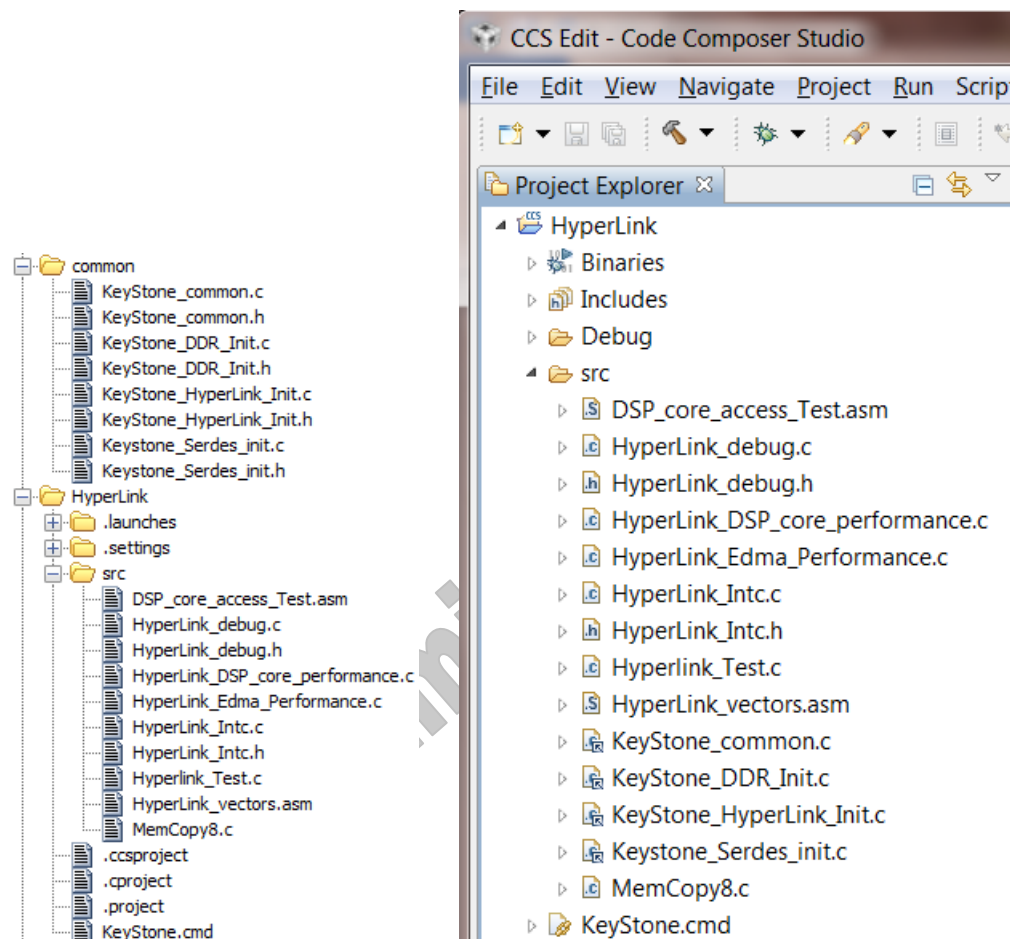 common
KeyStone_common.c
KeyStone_common.h
KeyStone_DDR_Init.c
KeyStone_DDR_Init.h
KeyStone_HyperLink_Init.c
KeyStone_HyperLink_Init.h
Keystone_Serdes_init.c
Keystone_Serdes_init.h
HyperLink
.launches
.settings
src
DSP_core_access_Test.asm
HyperLink_debug.c
HyperLink_debug.h
HyperLink_DSP_core_performance.c
HyperLink_Edma_Performance.c
HyperLink_Intc.c
HyperLink_Intc.h
Hyperlink_Test.c
HyperLink_vectors.asm
MemCopy8.c
.ccsproject
.cproject
.project
KeyStone.cmd
CCS Edit - Code Composer Studio
File Edit View Navigate Project Run Script
Project Explorer
HyperLink
Binaries
Includes
Debug
src
DSP_core_access_Test.asm
HyperLink_debug.c
HyperLink_debug.h
HyperLink_DSP_core_performance.c
HyperLink_Edma_Performance.c
HyperLink_Intc.c
HyperLink_Intc.h
Hyperlink_Test.c
HyperLink_vectors.asm
KeyStone_common.c
KeyStone_DDR_Init.c
KeyStone_HyperLink_Init.c
Keystone_Serdes_init.c
MemCopy8.c
KeyStone.cmd